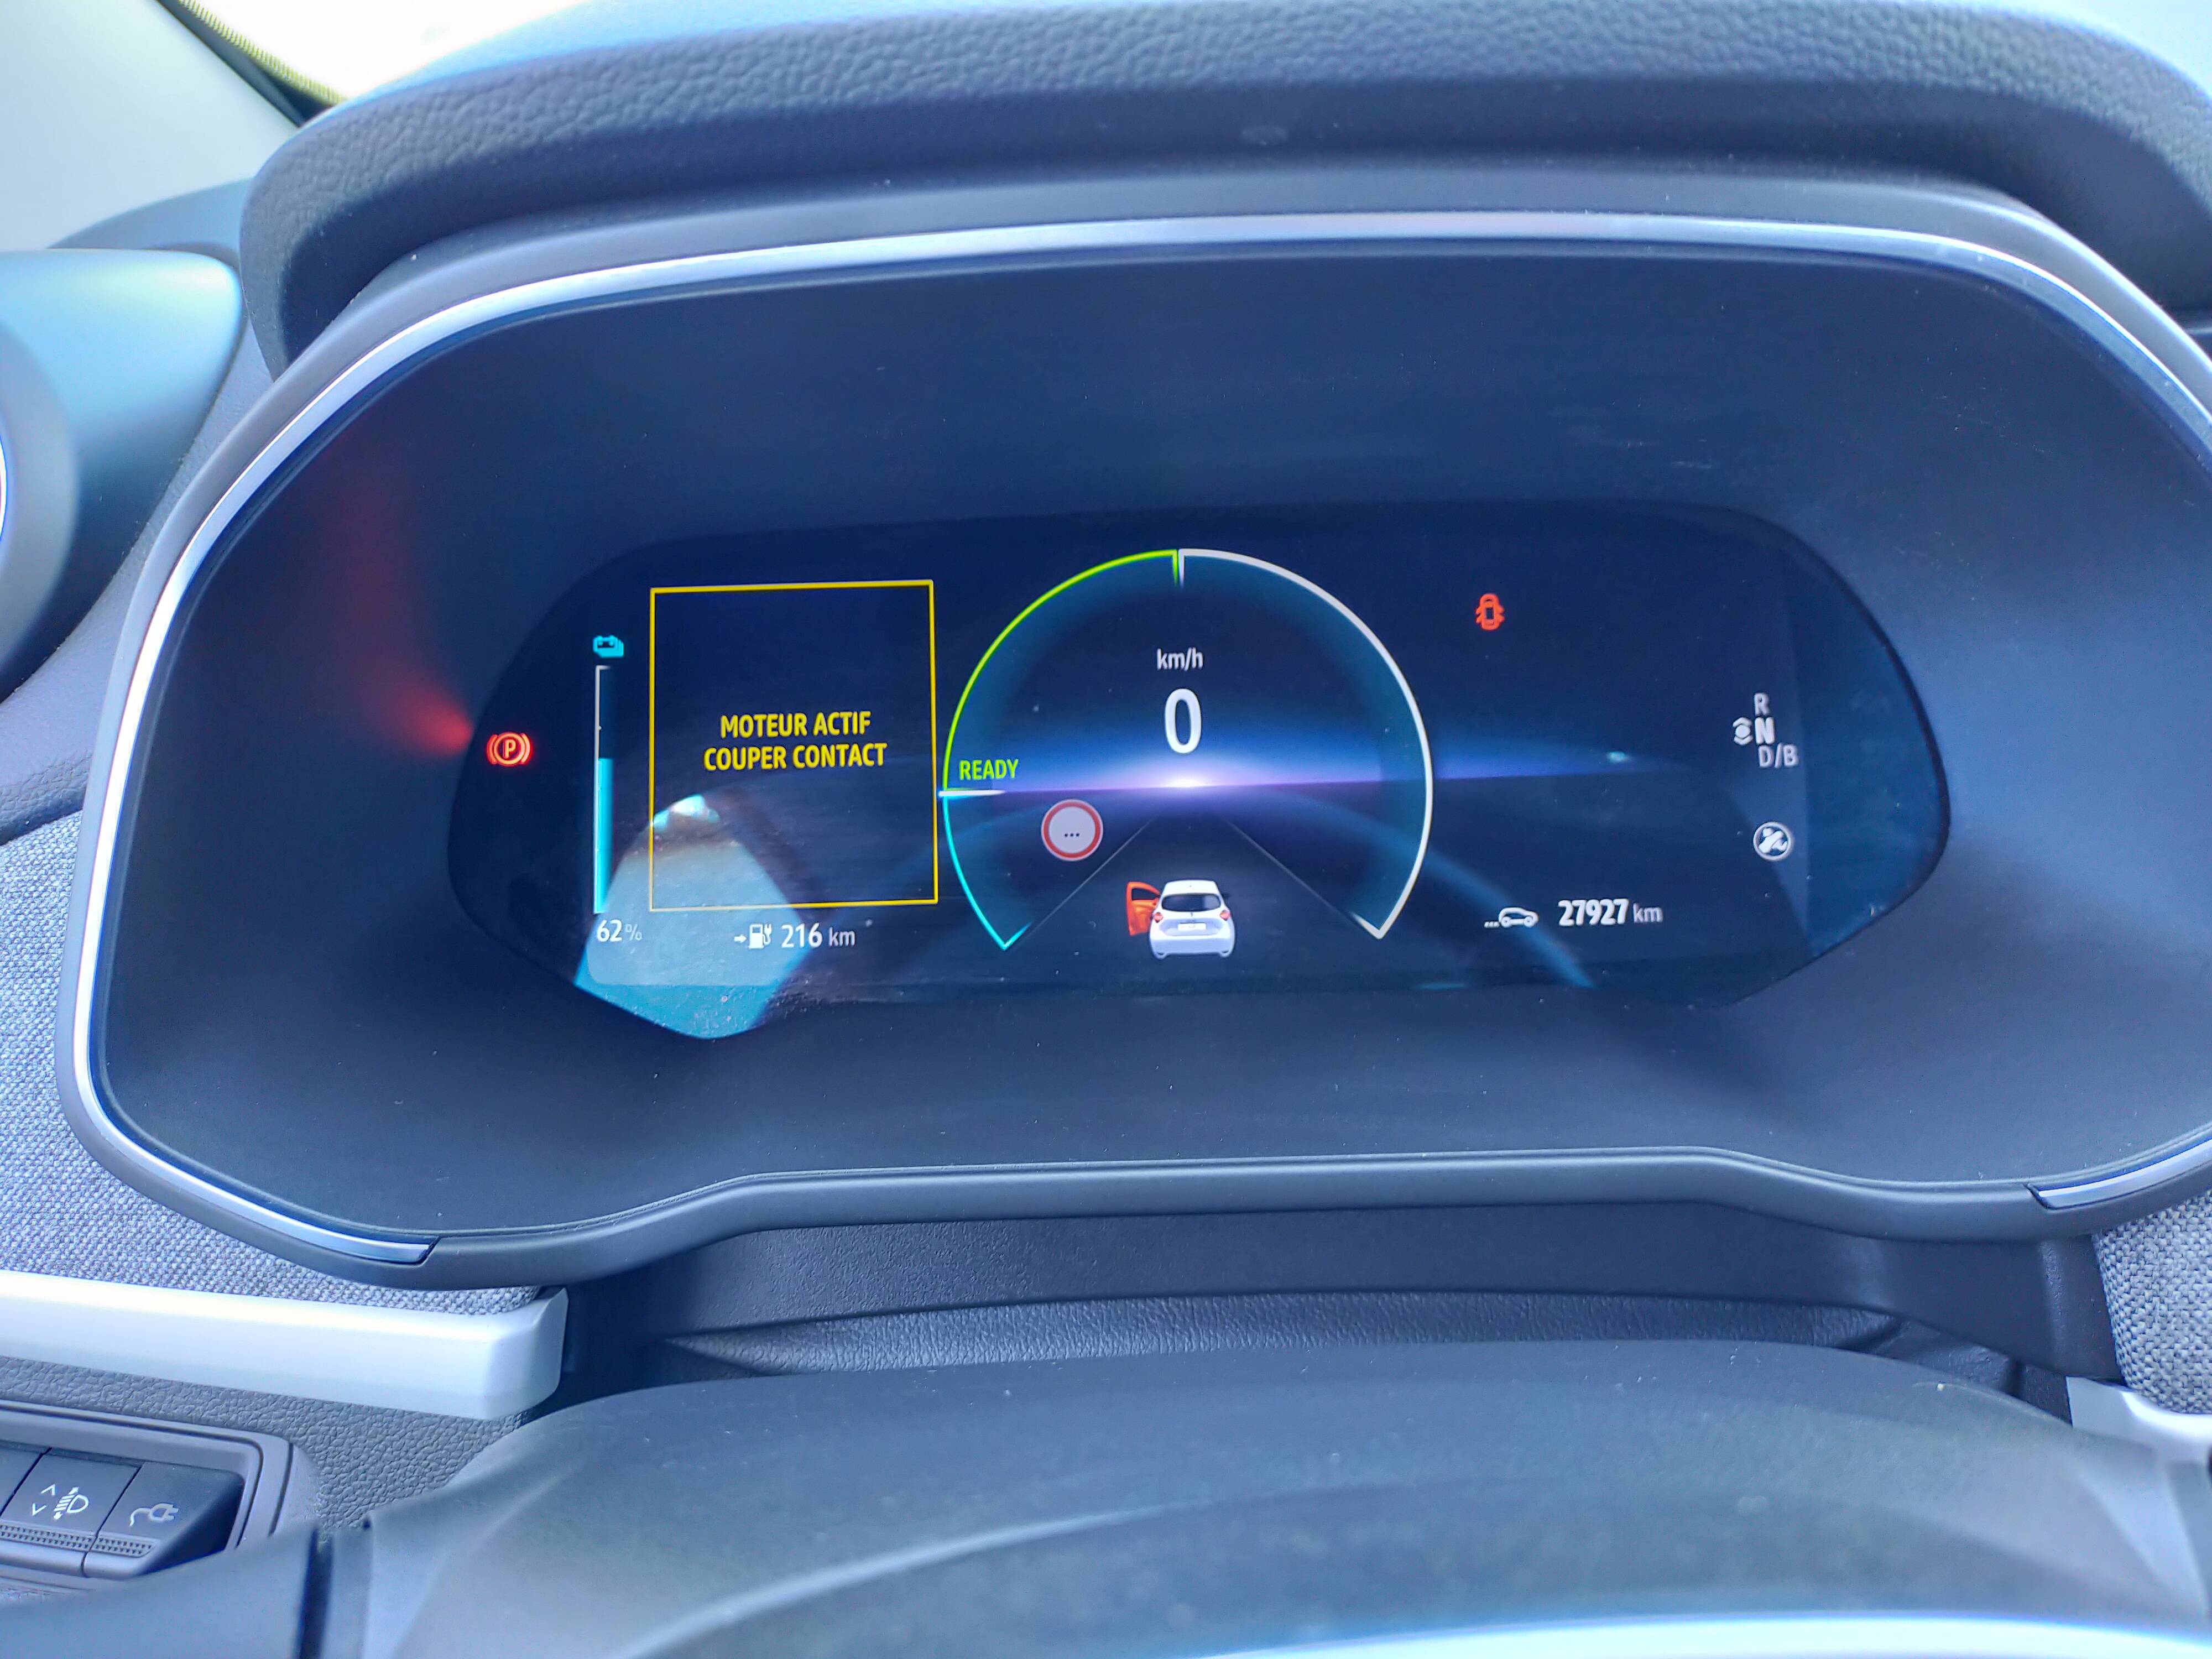 MOTEUR ACTIF
COUPER CONTACT
P
62%
216 km
km/h
0
READY
...
R
N
D/B
...
27927 km